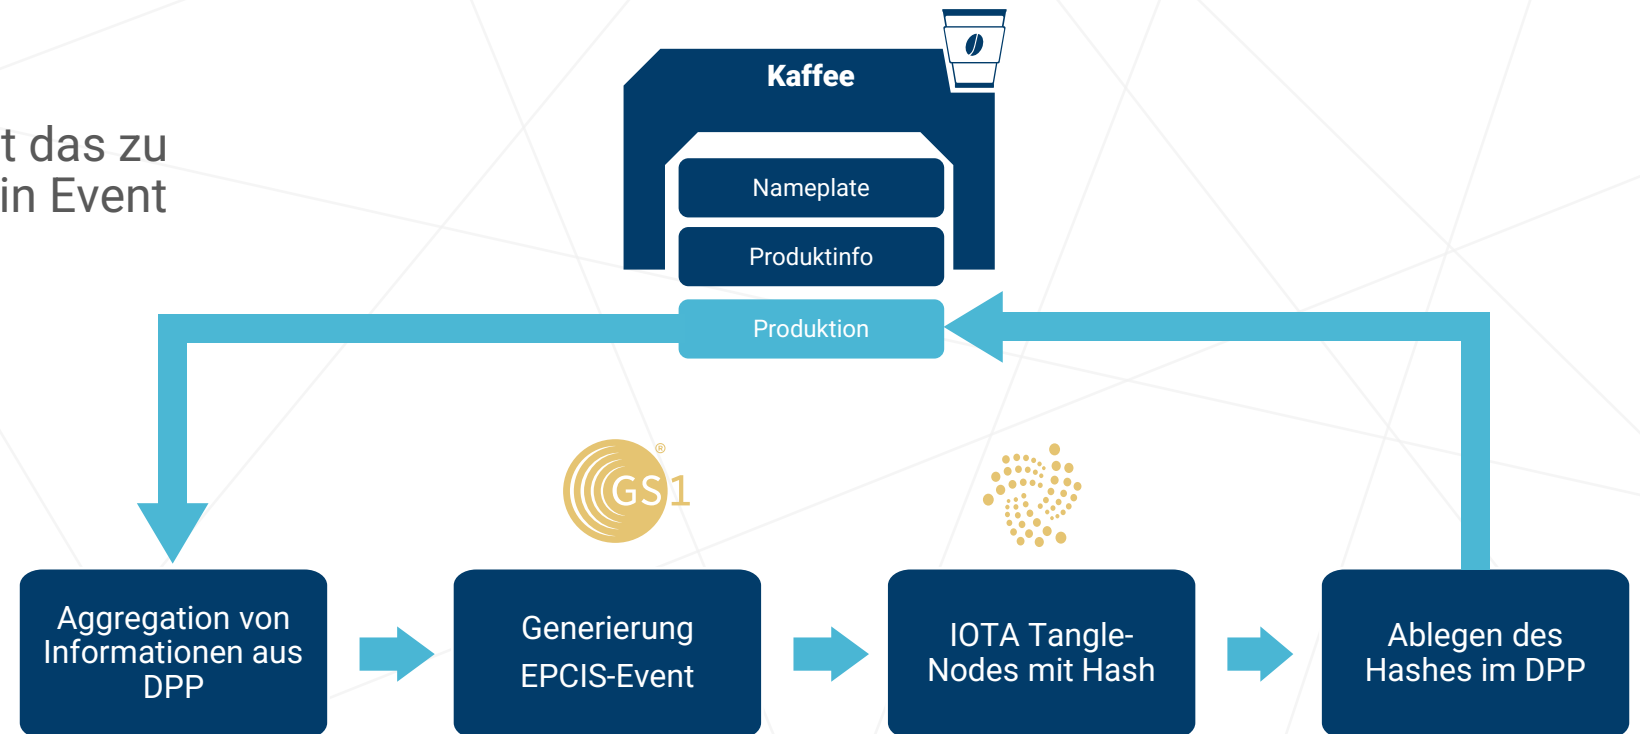 Kaffee
t das zu
in Event
Nameplate
Produktinfo
Produktion
GS1
®
Aggregation von
Informationen aus
DPP
Generierung
EPCIS-Event
IOTA Tangle-
Nodes mit Hash
Ablegen des
Hashes im DPP